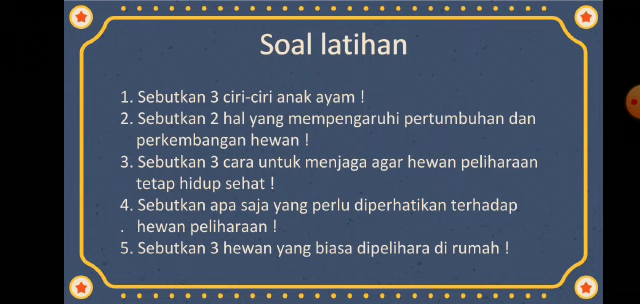 Soal latihan
1. Sebutkan 3 ciri-ciri anak ayam !
2. Sebutkan 2 hal yang mempengaruhi pertumbuhan dan
perkembangan hewan !
3. Sebutkan 3 cara untuk menjaga agar hewan peliharaan
tetap hidup sehat !
4. Sebutkan apa saja yang perlu diperhatikan terhadap
. hewan peliharaan !
5. Sebutkan 3 hewan yang biasa dipelihara di rumah !